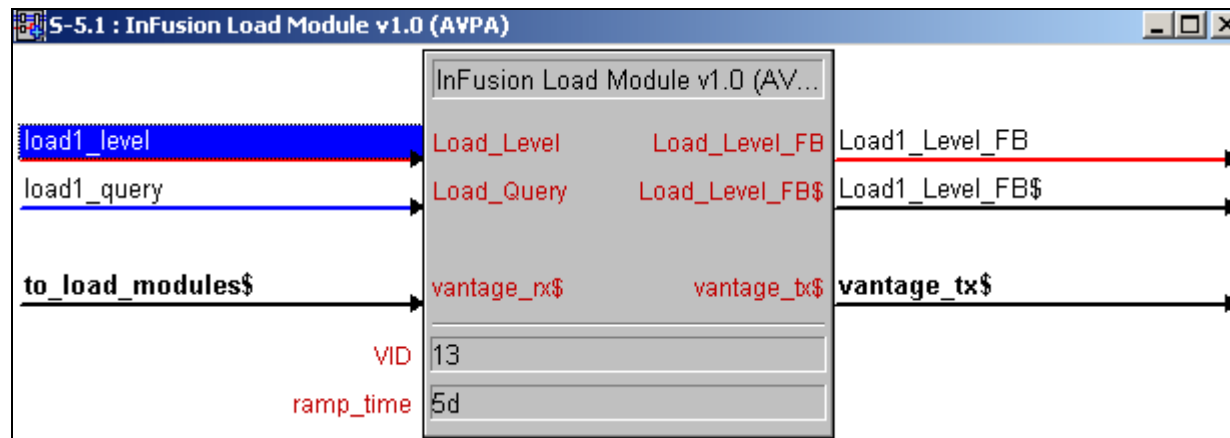 S-5.1 : InFusion Load Module v1.0 (AVPA)
InFusion Load Module v1.0 (AV...
load1_level Load_Level Load_Level_FB Load1_Level_FB
load1_query Load_Query Load_Level_FB$ Load1_Level_FB$
to_load_modules$ vantage_rx$ vantage_tx$ vantage_tx$
VID 13
ramp_time 5d